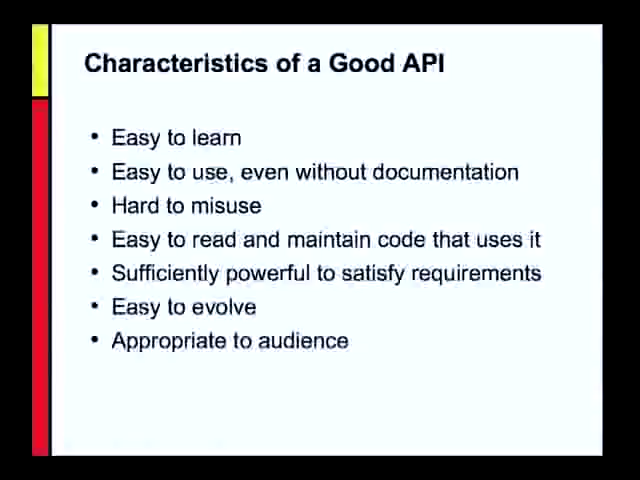 Characteristics of a Good API
• Easy to learn
• Easy to use, even without documentation
• Hard to misuse
• Easy to read and maintain code that uses it
• Sufficiently powerful to satisfy requirements
• Easy to evolve
• Appropriate to audience